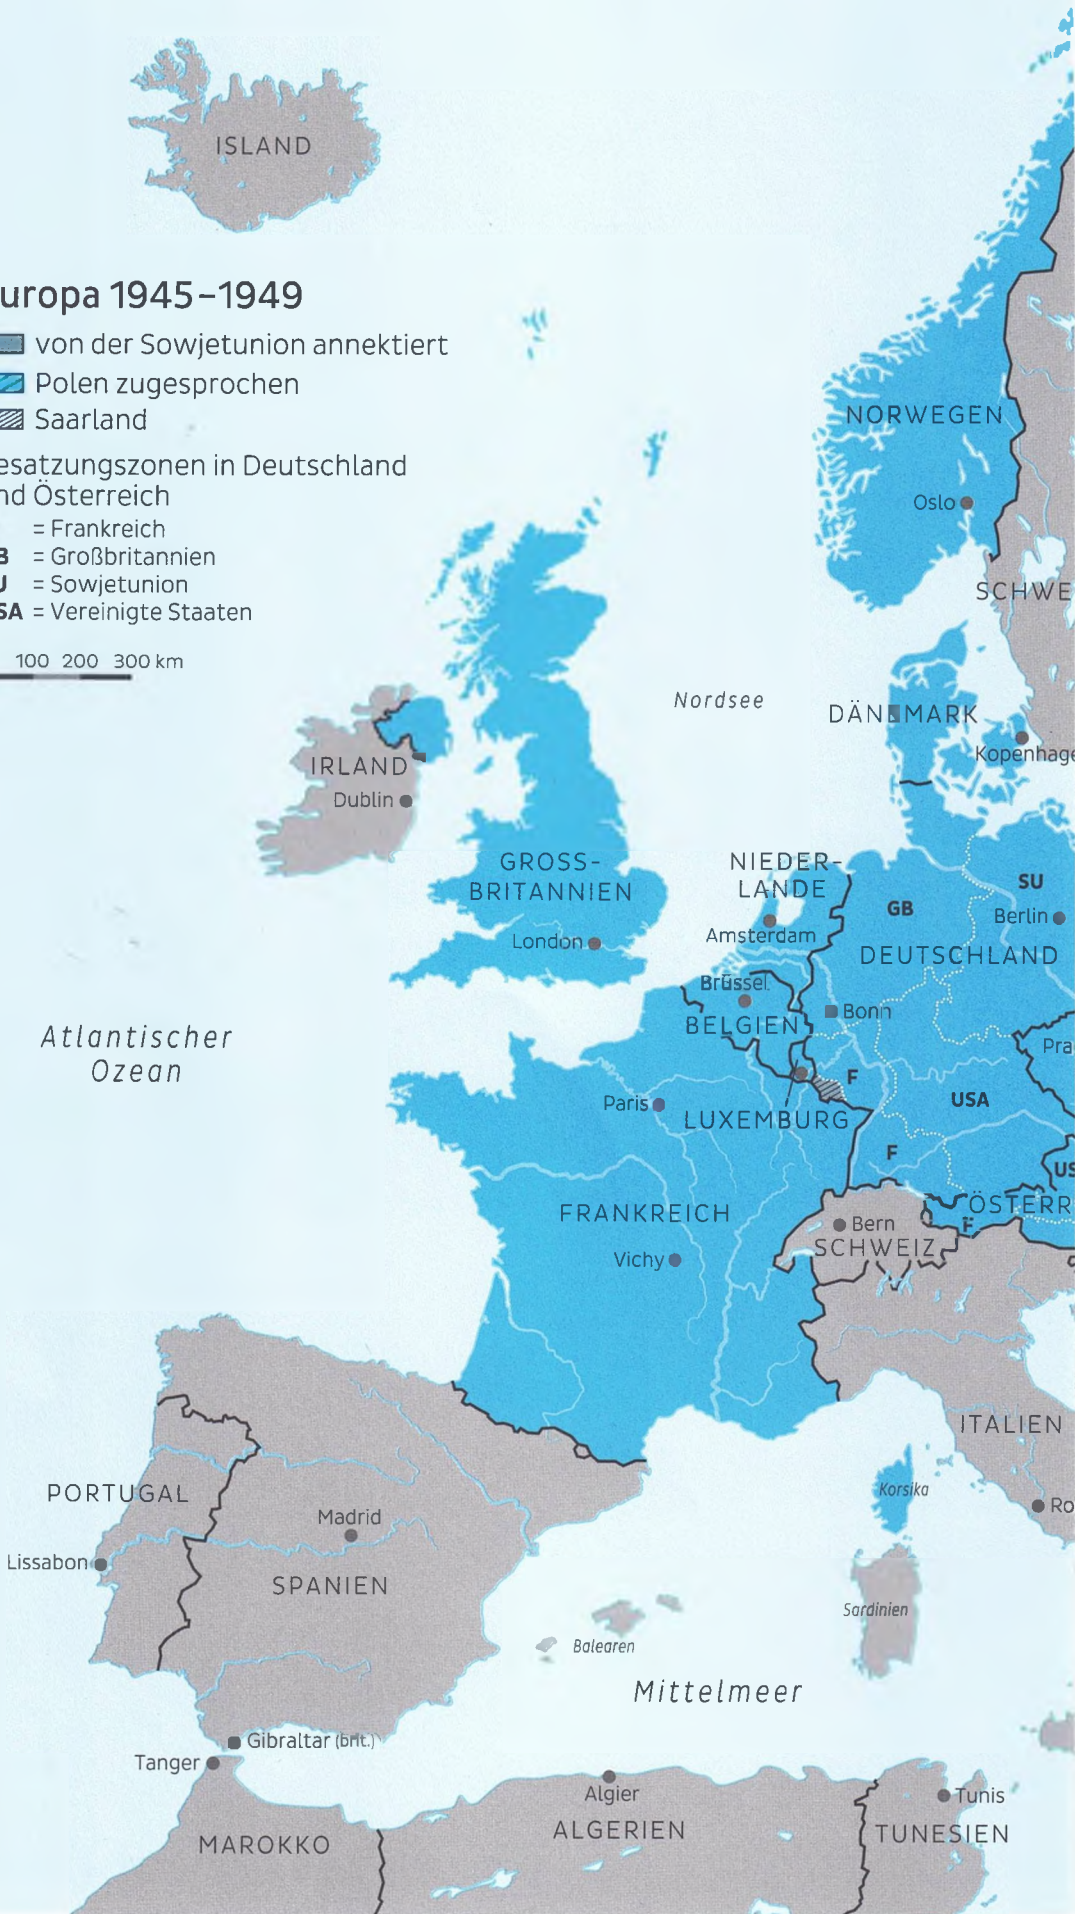 ISLAND
uropa 1945–1949
von der Sowjetunion annektiert
Polen zugesprochen
Saarland
esatzungszonen in Deutschland
nd Österreich
= Frankreich
B = Großbritannien
U = Sowjetunion
SA = Vereinigte Staaten
100 200 300 km
NORWEGEN
Oslo
SCHWE
Nordsee
DÄNEMARK
Kopenhage
IRLAND
Dublin
GROSS-
BRITANNIEN
London
NIEDER-
LANDE
Amsterdam
GB
SU
Berlin
DEUTSCHLAND
Brüssel
BELGIEN
Bonn
Atlantischer
Ozean
Pra
F
USA
Paris
LUXEMBURG
F
US
FRANKREICH
ÖSTERR
F
Bern
SCHWEIZ
Vichy
ITALIEN
Korsika
Ro
PORTUGAL
Madrid
Lissabon
SPANIEN
Sardinien
Balearen
Mittelmeer
Gibraltar (brit.)
Tanger
Algier
Tunis
ALGERIEN
TUNESIEN
MAROKKO